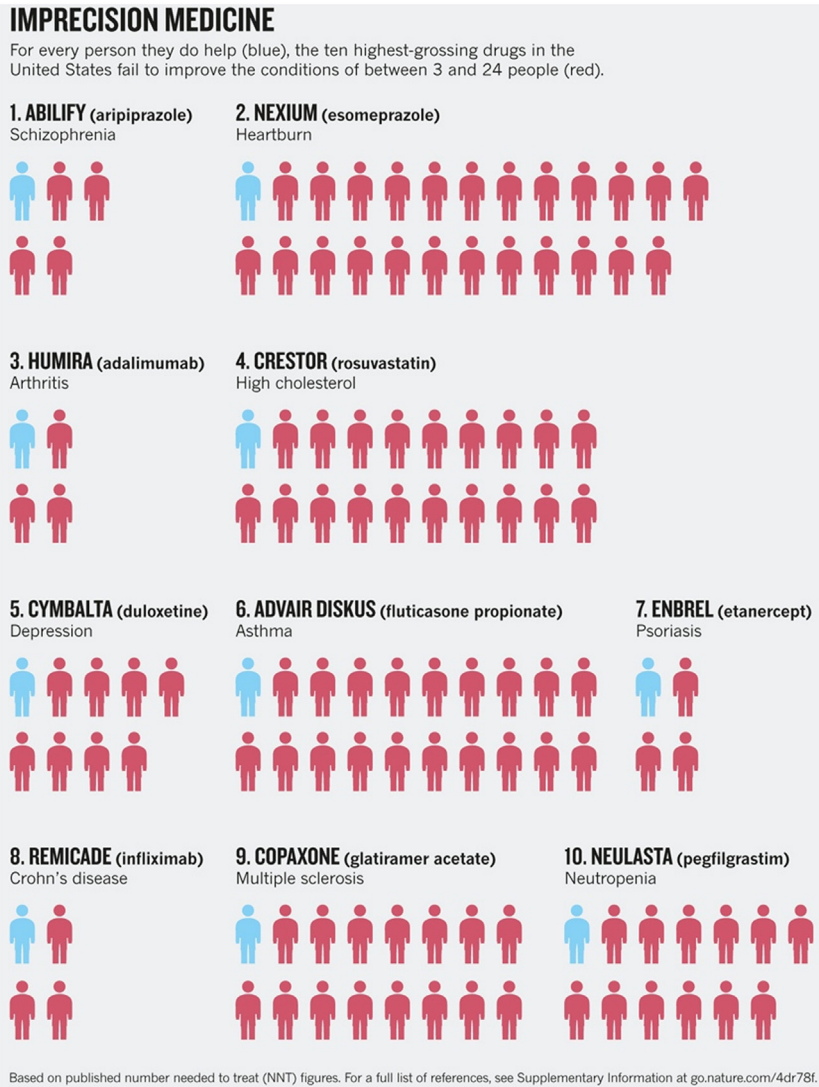 IMPRECISION MEDICINE
For every person they do help (blue), the ten highest-grossing drugs in the
United States fail to improve the conditions of between 3 and 24 people (red).
1. ABILIFY (aripiprazole)
Schizophrenia
2. NEXIUM (esomeprazole)
Heartburn
3. HUMIRA (adalimumab)
Arthritis
4. CRESTOR (rosuvastatin)
High cholesterol
5. CYMBALTA (duloxetine)
Depression
6. ADVAIR DISKUS (fluticasone propionate)
Asthma
7. ENBREL (etanercept)
Psoriasis
8. REMICADE (infliximab)
Crohn’s disease
9. COPAXONE (glatiramer acetate)
Multiple sclerosis
10. NEULASTA (pegfilgrastim)
Neutropenia
Based on published number needed to treat (NNT) figures. For a full list of references, see Supplementary Information at go.nature.com/4dr78f.